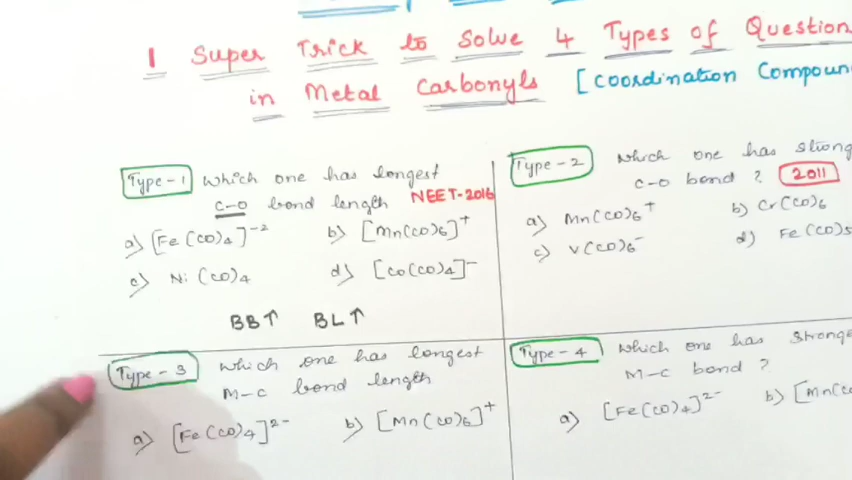 1 Super Trick to Solve 4 Types of Question
in Metal Carbonyls [Coordination Compoun
Type-1 Which one has longest
C-O bond length NEET-2016
a) [Fe(CO)4]-2 b) [Mn(CO)6]+
c) Ni(CO)4 d) [Co(CO)4]-
BB↑ BL↑
Type-2 Which one has strong
C-O bond? 2011
a) Mn(CO)6+ b) Cr(CO)6
c) V(CO)6- d) Fe(CO)5
Type-3 Which one has longest
M-C bond length
a) [Fe(CO)4]2- b) [Mn(CO)6]+
Type-4 Which one has stronge
M-C bond?
a) [Fe(CO)4]2- b) [Mn(CO